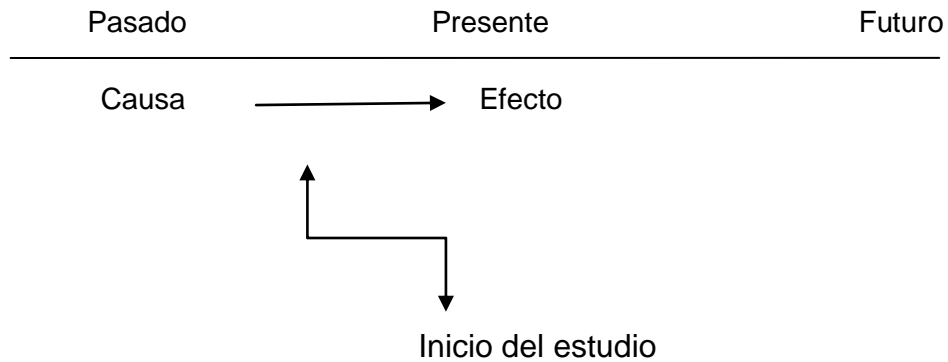 Pasado Presente Futuro
Causa Efecto
Inicio del estudio